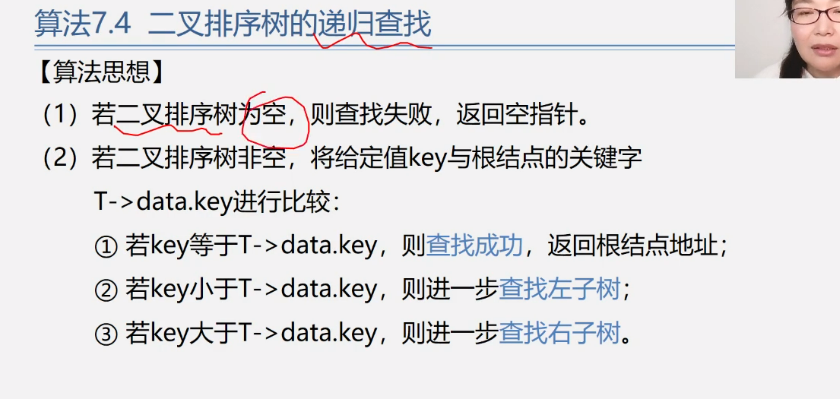 算法7.4 二叉排序树的递归查找
【算法思想】
（1）若二叉排序树为空，则查找失败，返回空指针。
（2）若二叉排序树非空，将给定值key与根结点的关键字
T->data.key进行比较：
① 若key等于T->data.key，则查找成功，返回根结点地址；
② 若key小于T->data.key，则进一步查找左子树；
③ 若key大于T->data.key，则进一步查找右子树。